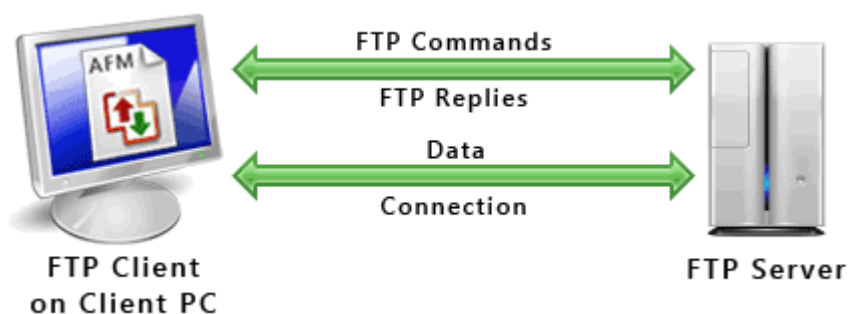 AFM
FTP Commands
FTP Replies
Data
Connection
FTP Client
on Client PC
FTP Server